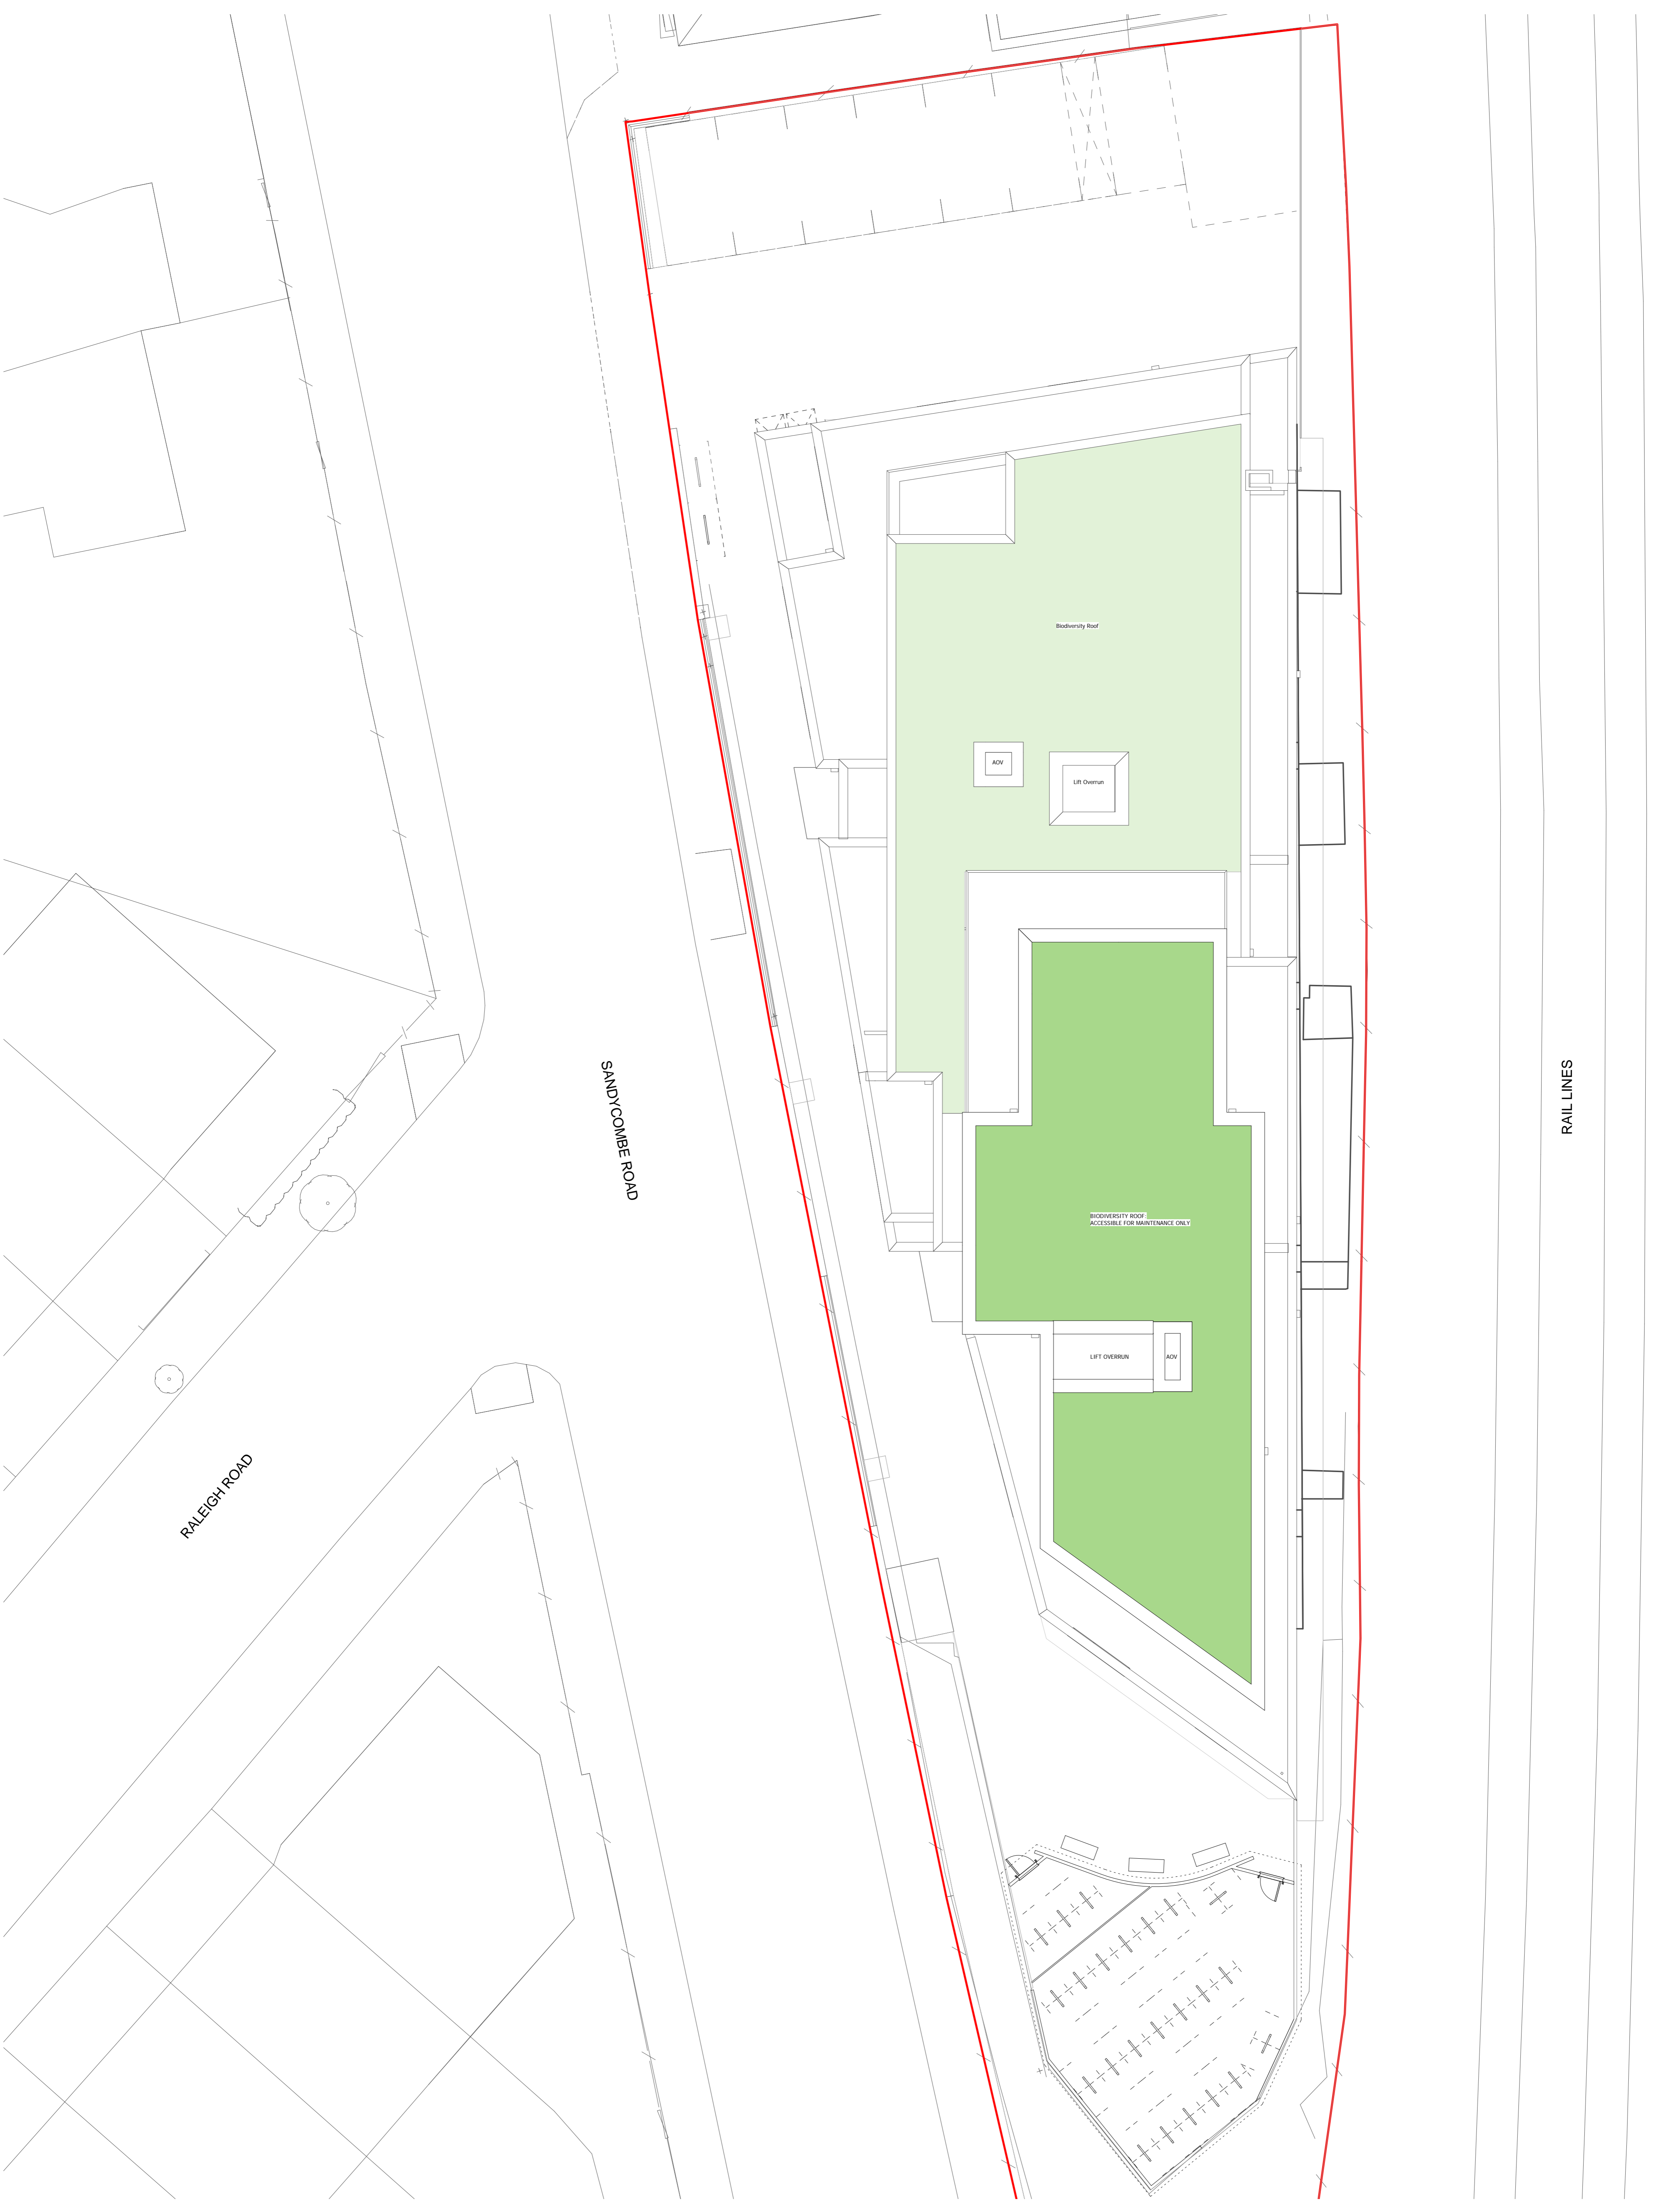 Biodiversity Roof
AOV
Lift Overrun
SANDYCOMBE ROAD
RAIL LINES
BIODIVERSITY ROOF:
ACCESSIBLE FOR MAINTENANCE ONLY
LIFT OVERRUN
AOV
RALEIGH ROAD